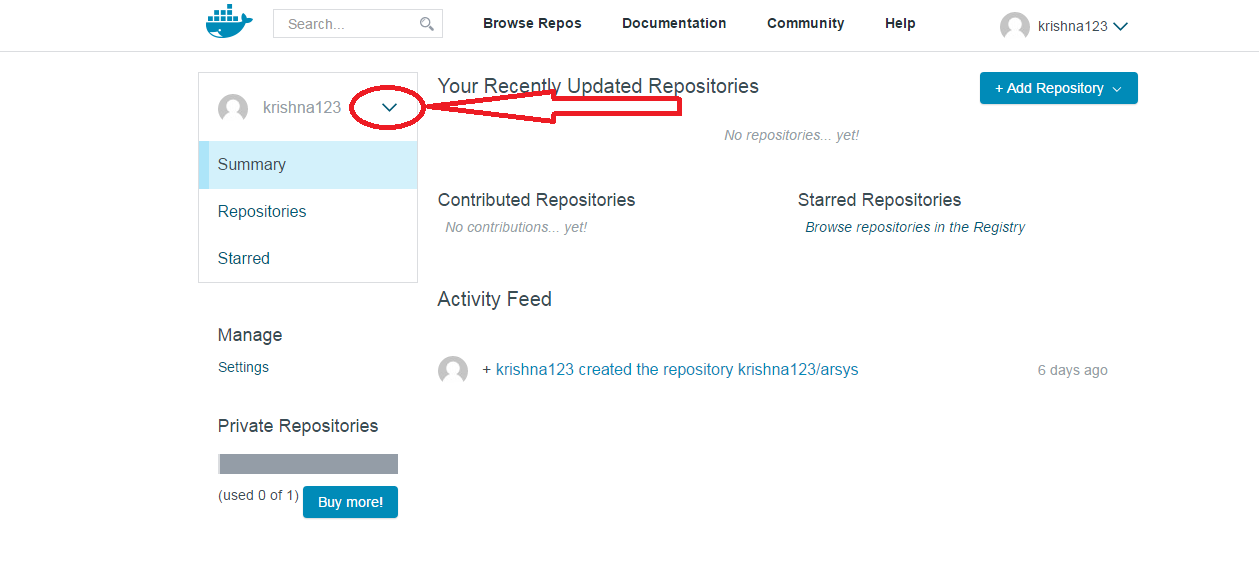 Search...
Browse Repos
Documentation
Community
Help
krishna123
krishna123
Summary
Repositories
Starred
Manage
Settings
Private Repositories
(used 0 of 1)
Buy more!
Your Recently Updated Repositories
+ Add Repository
No repositories... yet!
Contributed Repositories
No contributions... yet!
Starred Repositories
Browse repositories in the Registry
Activity Feed
+ krishna123 created the repository krishna123/arsys
6 days ago